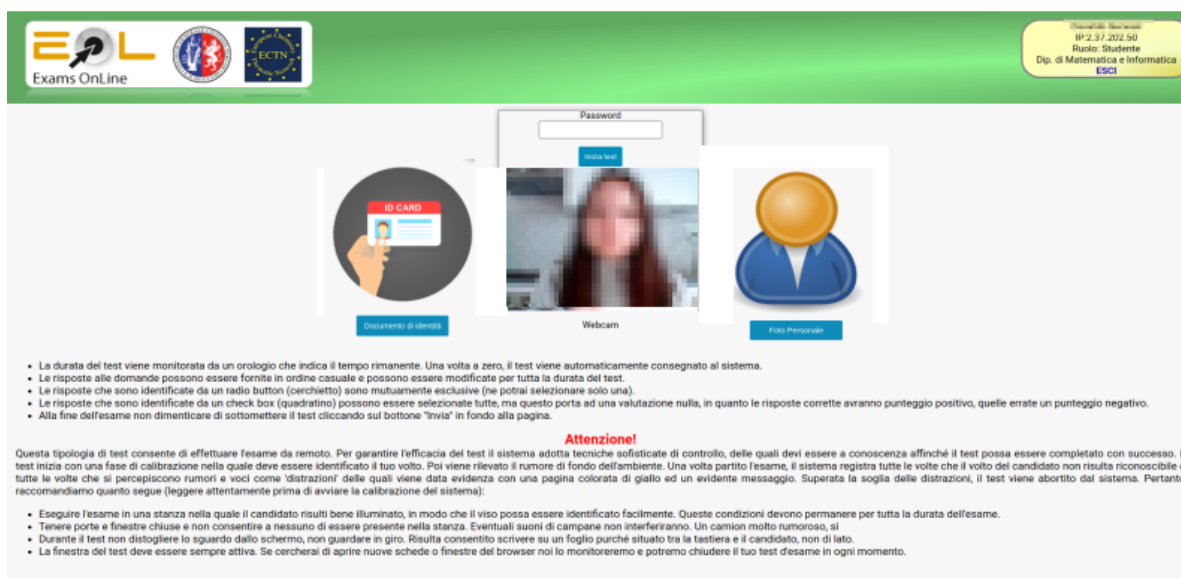 EOL
Exams OnLine
ECTN
IP:2.37.202.50
Ruolo: Studente
Dip. di Matematica e Informatica
ESCI
Password
Inizia test
ID CARD
Documento di identità
Webcam
Foto Personale
La durata del test viene monitorata da un orologio che indica il tempo rimanente. Una volta a zero, il test viene automaticamente consegnato al sistema.
Le risposte alle domande possono essere fornite in ordine casuale e possono essere modificate per tutta la durata del test.
Le risposte che sono identificate da un radio button (cerchietto) sono mutuamente esclusive (ne potrai selezionare solo una).
Le risposte che sono identificate da un check box (quadratino) possono essere selezionate tutte, ma questo porta ad una valutazione nulla, in quanto le risposte corrette avranno punteggio positivo, quelle errate un punteggio negativo.
Alla fine dell'esame non dimenticare di sottomettere il test cliccando sul bottone "Invia" in fondo alla pagina.
Attenzione!
Questa tipologia di test consente di effettuare l'esame da remoto. Per garantire l'efficacia del test il sistema adotta tecniche sofisticate di controllo, delle quali devi essere a conoscenza affinché il test possa essere completato con successo.
test inizia con una fase di calibrazione nella quale deve essere identificato il tuo volto. Poi viene rilevato il rumore di fondo dell'ambiente. Una volta partito l'esame, il sistema registra tutte le volte che il volto del candidato non risulta riconoscibile
tutte le volte che si percepiscono rumori e voci come 'distrazioni' delle quali viene data evidenza con una pagina colorata di giallo ed un evidente messaggio. Superata la soglia delle distrazioni, il test viene abortito dal sistema. Pertanto
raccomandiamo quanto segue (leggere attentamente prima di avviare la calibrazione del sistema):
Eseguire l'esame in una stanza nella quale il candidato risulti bene illuminato, in modo che il viso possa essere identificato facilmente. Queste condizioni devono permanere per tutta la durata dell'esame.
Tenere porte e finestre chiuse e non consentire a nessuno di essere presente nella stanza. Eventuali suoni di campane non interferiranno. Un camion molto rumoroso, si
Durante il test non distogliere lo sguardo dallo schermo, non guardare in giro. Risulta consentito scrivere su un foglio purché situato tra la tastiera e il candidato, non di lato.
La finestra del test deve essere sempre attiva. Se cercherai di aprire nuove schede o finestre del browser noi lo monitoreremo e potremo chiudere il tuo test d'esame in ogni momento.